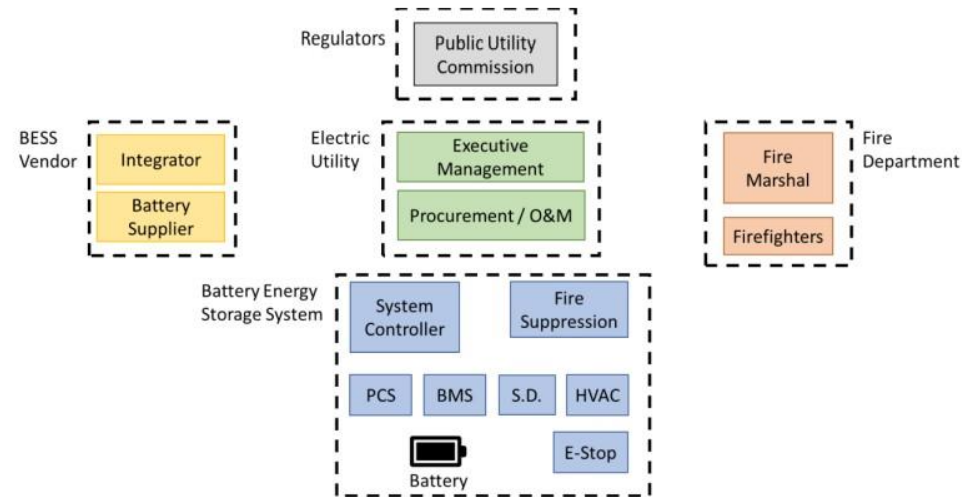 Regulators
Public Utility
Commission
BESS
Vendor
Integrator
Battery
Supplier
Electric
Utility
Executive
Management
Procurement / O&M
Fire
Marshal
Firefighters
Fire
Department
Battery Energy
Storage System
System
Controller
Fire
Suppression
PCS
BMS
S.D.
HVAC
E-Stop
Battery